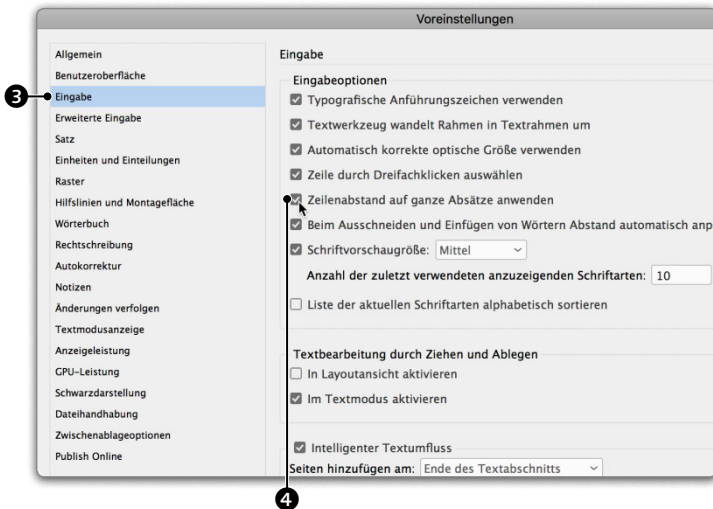 Voreinstellungen
Allgemein
Benutzeroberfläche
❸
Eingabe
Erweiterte Eingabe
Satz
Einheiten und Einteilungen
Raster
Hilfslinien und Montagefläche
Wörterbuch
Rechtschreibung
Autokorrektur
Notizen
Änderungen verfolgen
Textmodusanzeige
Anzeigeleistung
GPU-Leistung
Schwarzdarstellung
Dateihandhabung
Zwischenablageoptionen
Publish Online
Eingabe
Eingabeoptionen
Typografische Anführungszeichen verwenden
Textwerkzeug wandelt Rahmen in Textrahmen um
Automatisch korrekte optische Größe verwenden
Zeile durch Dreifachklicken auswählen
Zeilenabstand auf ganze Absätze anwenden
Beim Ausschneiden und Einfügen von Wörtern Abstand automatisch anp
Schriftvorschaugröße: Mittel
Anzahl der zuletzt verwendeten anzuzeigenden Schriftarten: 10
Liste der aktuellen Schriftarten alphabetisch sortieren
Textbearbeitung durch Ziehen und Ablegen
In Layoutansicht aktivieren
Im Textmodus aktivieren
Intelligenter Textumfluss
Seiten hinzufügen am: Ende des Textabschnitts
❹